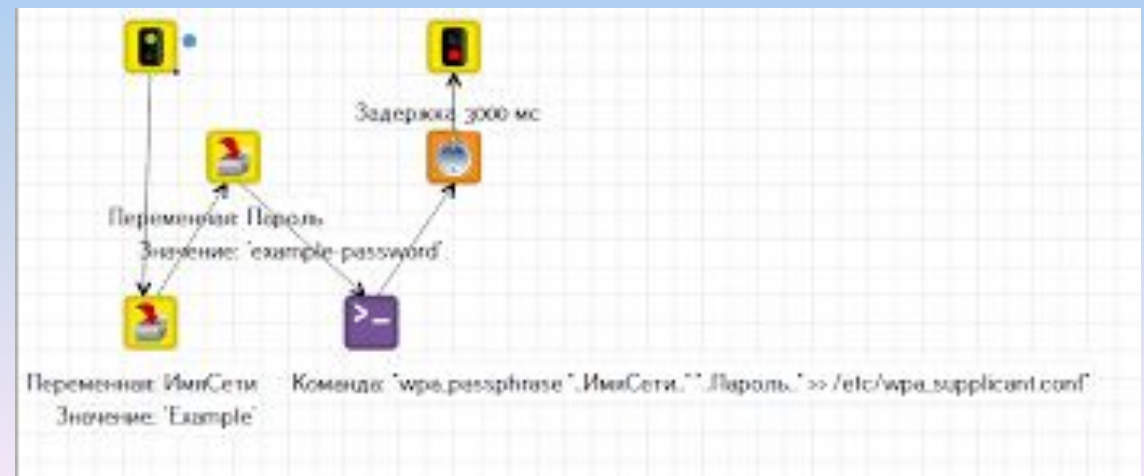 Задержка 3000 мс
Переменная: Пароль
Значение: "example-password"
Переменная: ИмяСети
Значение: "Example"
Команда: "wpa_passphrase "..ИмяСети.." "..Пароль.." >> /etc/wpa_supplicant.conf"